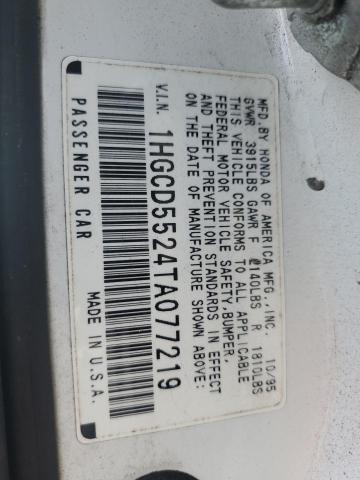 MFD.BY HONDA OF AMERICA MFG.,INC. 10/95
GVWR 3915LBS GAWR F 2140LBS R 1810LBS
THIS VEHICLE CONFORMS TO ALL APPLICABLE
FEDERAL MOTOR VEHICLE SAFETY,BUMPER,
AND THEFT PREVENTION STANDARDS IN EFFECT
ON THE DATE OF MANUFACTURE SHOWN ABOVE:
V.I.N. 1HGCD5524TA077219
PASSENGER CAR MADE IN U.S.A.